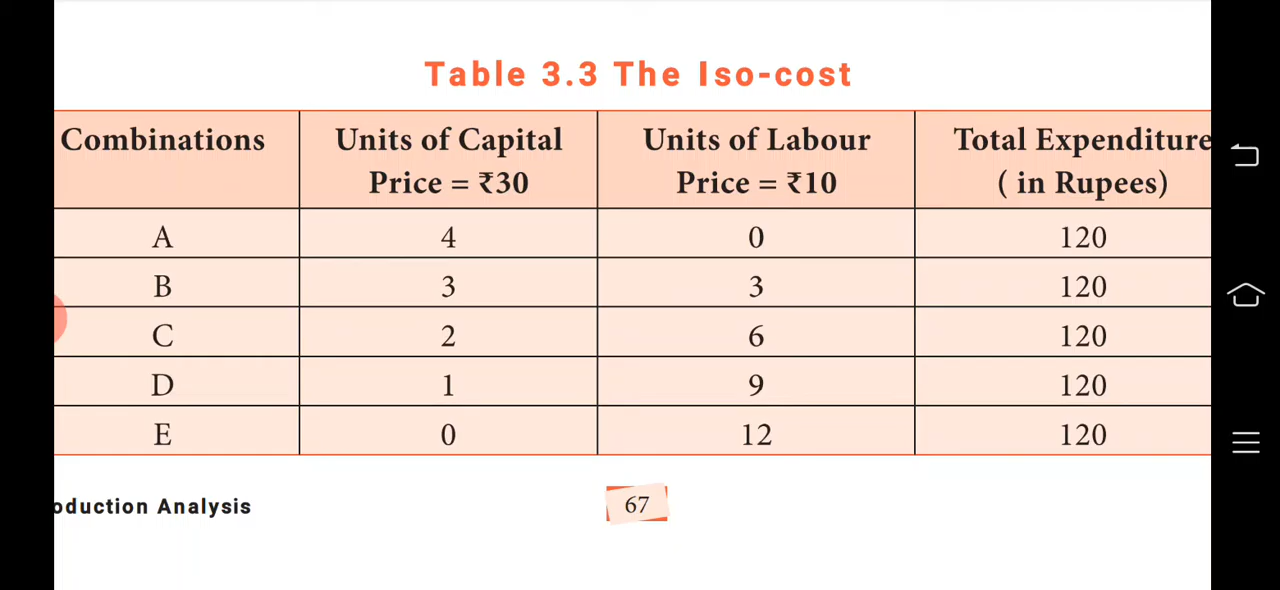 Table 3.3 The Iso-cost
Combinations Units of Capital Units of Labour Total Expenditure
Price = ₹30 Price = ₹10 ( in Rupees)
A 4 0 120
B 3 3 120
C 2 6 120
D 1 9 120
E 0 12 120
oduction Analysis 67